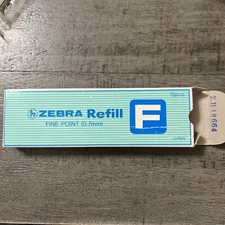 ZEBRA Refill F
FINE POINT (0.7mm)